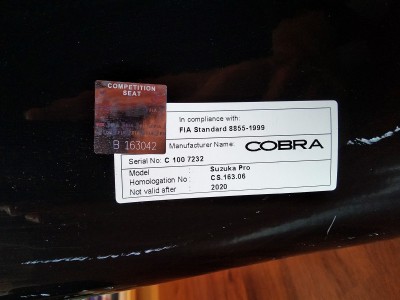 COMPETITION
SEAT
B 163042
In compliance with:
FIA Standard 8855-1999
Manufacturer Name: COBRA
Serial No: C 100 7232
Model Suzuka Pro
Homologation No CS.163.06
Not valid after 2020